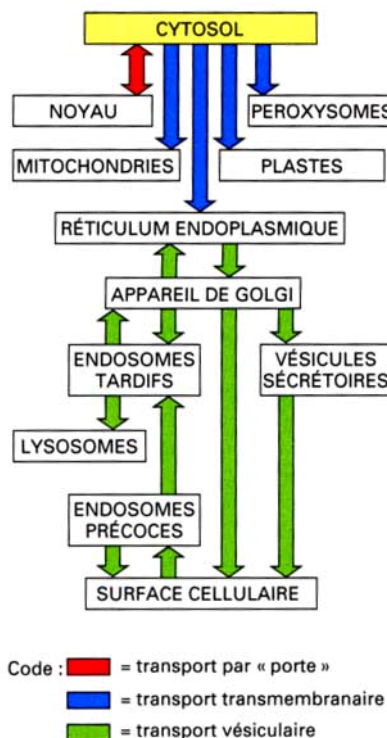 CYTOSOL
NOYAU
PEROXYSOMES
MITOCHONDRIES
PLASTES
RÉTICULUM ENDOPLASMIQUE
APPAREIL DE GOLGI
ENDOSOMES
TARDIFS
VÉSICULES
SÉCRÉTOIRES
LYSOSOMES
ENDOSOMES
PRÉCOCES
SURFACE CELLULAIRE
Code : = transport par « porte »
= transport transmembranaire
= transport vésiculaire